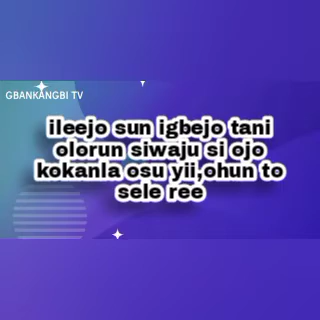 GBANKANGBI TV
ileejo sun igbejo tani
olorun siwaju si ojo
kokanla osu yii,ohun to
sele ree